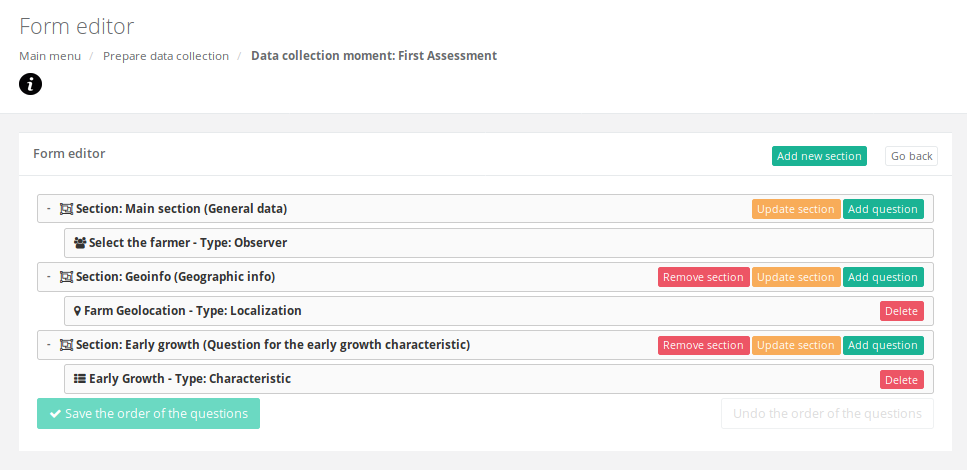 Form editor
Main menu / Prepare data collection / Data collection moment: First Assessment
i
Form editor Add new section Go back
- Section: Main section (General data) Update section Add question
Select the farmer - Type: Observer
- Section: Geoinfo (Geographic info) Remove section Update section Add question
Farm Geolocation - Type: Localization Delete
- Section: Early growth (Question for the early growth characteristic) Remove section Update section Add question
Early Growth - Type: Characteristic Delete
Save the order of the questions Undo the order of the questions